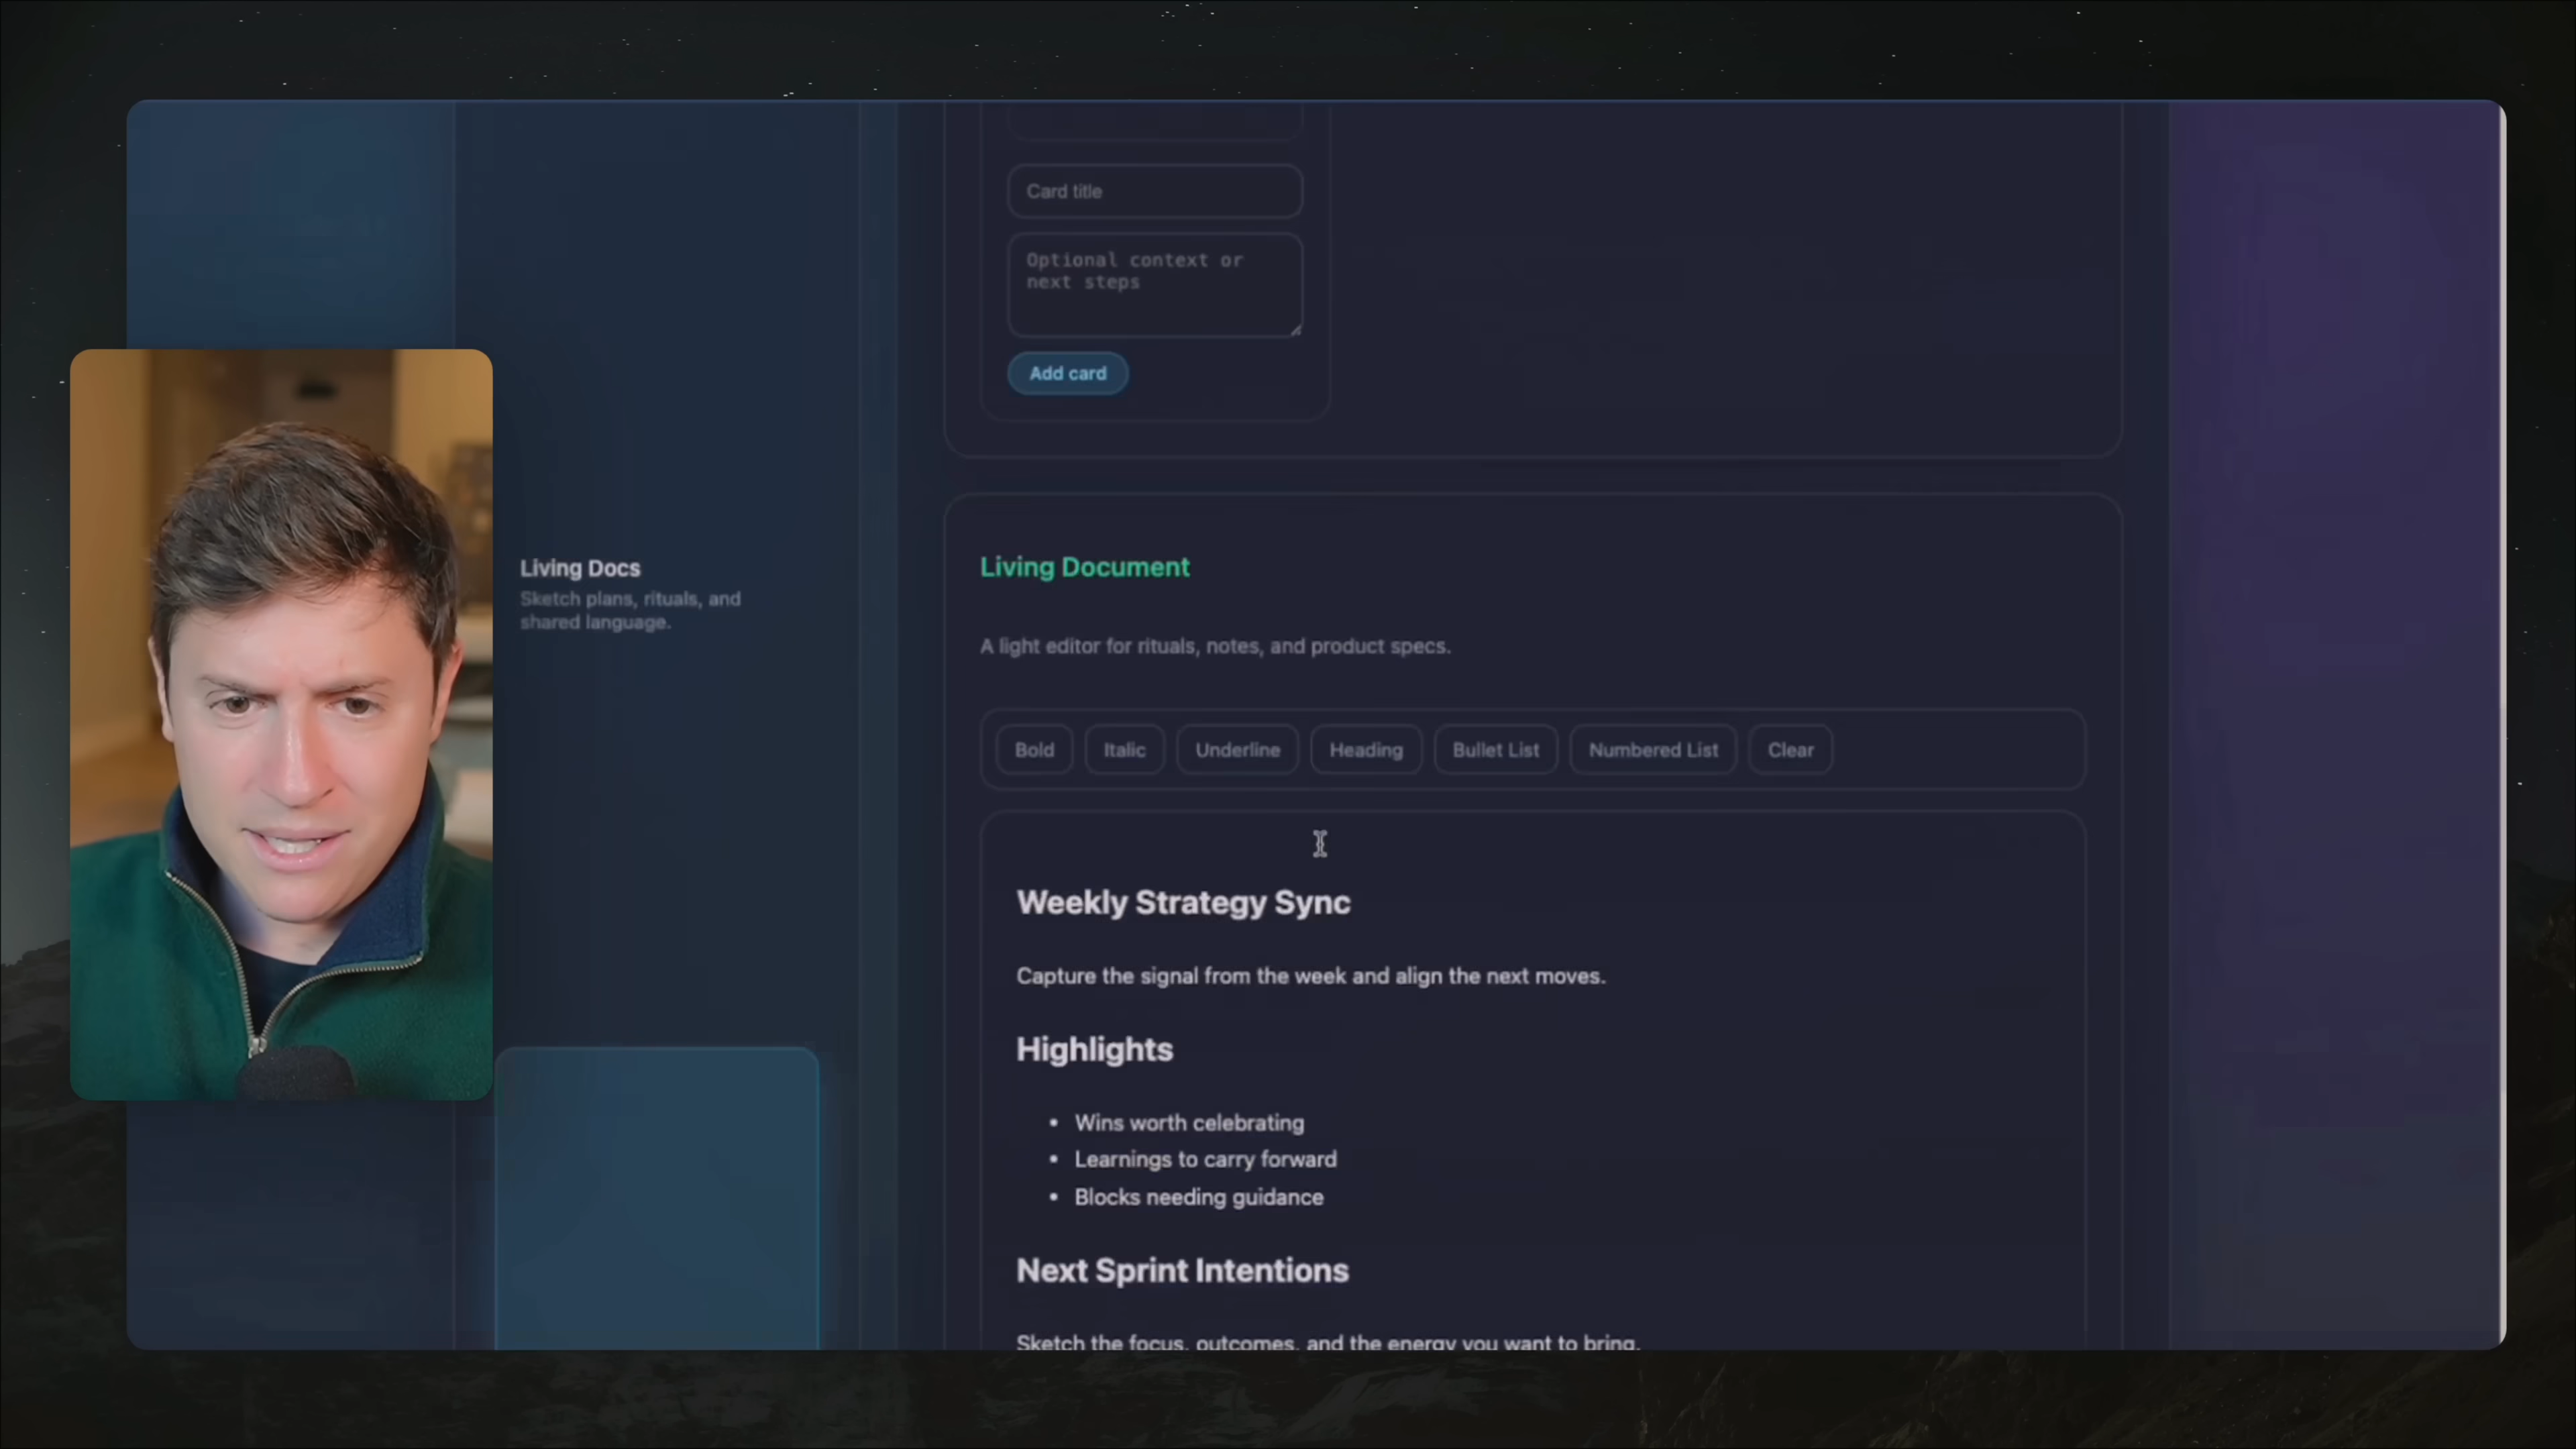 Card title
Optional context or
next steps
Add card
Living Docs
Sketch plans, rituals, and
shared language.
Living Document
A light editor for rituals, notes, and product specs.
Bold
Italic
Underline
Heading
Bullet List
Numbered List
Clear
Weekly Strategy Sync
Capture the signal from the week and align the next moves.
Highlights
• Wins worth celebrating
• Learnings to carry forward
• Blocks needing guidance
Next Sprint Intentions
Sketch the focus, outcomes, and the energy you want to bring.